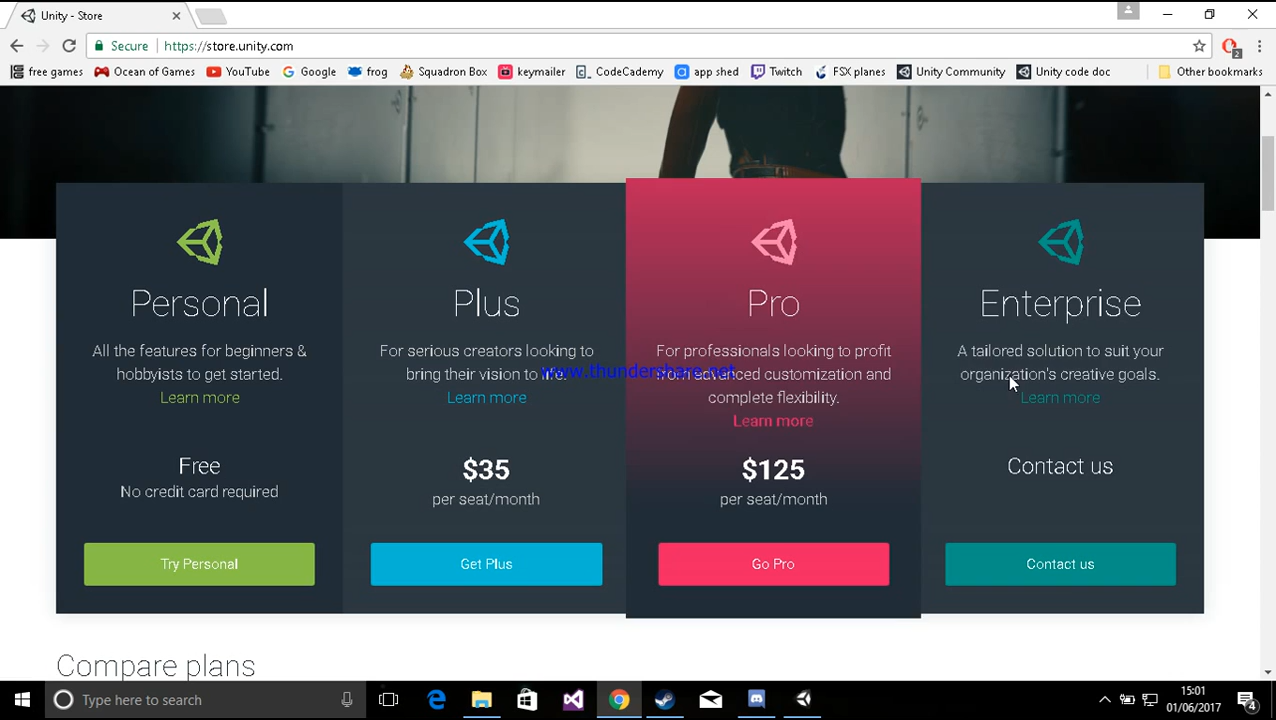 Unity - Store
Secure https://store.unity.com
free games Ocean of Games YouTube Google frog Squadron Box keymailer CodeCademy app shed Twitch FSX planes Unity Community Unity code doc Other bookmarks
Personal
All the features for beginners &
hobbyists to get started.
Learn more
Free
No credit card required
Try Personal
Plus
For serious creators looking to
bring their vision to life.
Learn more
$35
per seat/month
Get Plus
Pro
For professionals looking to profit
from advanced customization and
complete flexibility.
Learn more
$125
per seat/month
Go Pro
Enterprise
A tailored solution to suit your
organization's creative goals.
Learn more
Contact us
Contact us
www.thundershare.net
Compare plans
Type here to search
15:01
01/06/2017
2
4